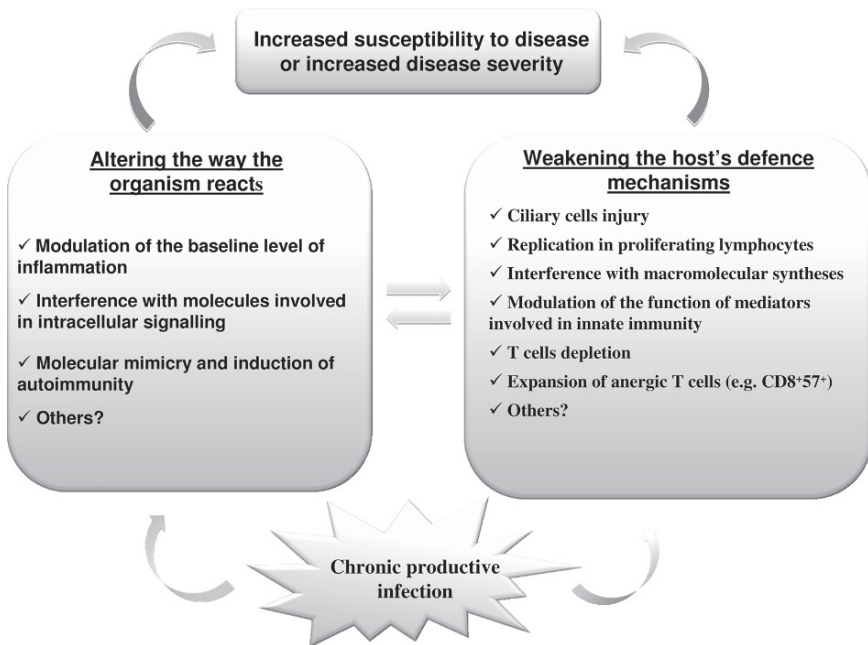 Increased susceptibility to disease
or increased disease severity
Altering the way the
organism reacts
✓ Modulation of the baseline level of
inflammation
✓ Interference with molecules involved
in intracellular signalling
✓ Molecular mimicry and induction of
autoimmunity
✓ Others?
Weakening the host's defence
mechanisms
✓ Ciliary cells injury
✓ Replication in proliferating lymphocytes
✓ Interference with macromolecular syntheses
✓ Modulation of the function of mediators
involved in innate immunity
✓ T cells depletion
✓ Expansion of anergic T cells (e.g. CD8⁺57⁺)
✓ Others?
Chronic productive
infection